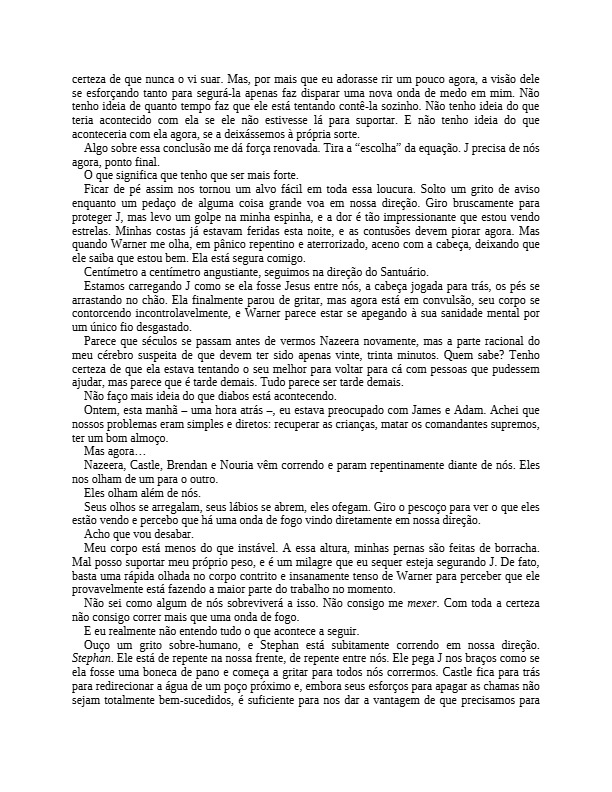 certeza de que nunca o vi suar. Mas, por mais que eu adorasse rir um pouco agora, a visão dele
se esforçando tanto para segurá-la apenas faz disparar uma nova onda de medo em mim. Não
tenho ideia de quanto tempo faz que ele está tentando contê-la sozinho. Não tenho ideia do que
teria acontecido com ela se ele não estivesse lá para suportar. E não tenho ideia do que
aconteceria com ela agora, se a deixássemos à própria sorte.
Algo sobre essa conclusão me dá força renovada. Tira a “escolha” da equação. J precisa de nós
agora, ponto final.
O que significa que tenho que ser mais forte.
Ficar de pé assim nos tornou um alvo fácil em toda essa loucura. Solto um grito de aviso
enquanto um pedaço de alguma coisa grande voa em nossa direção. Giro bruscamente para
proteger J, mas levo um golpe na minha espinha, e a dor é tão impressionante que estou vendo
estrelas. Minhas costas já estavam feridas esta noite, e as contusões devem piorar agora. Mas
quando Warner me olha, em pânico repentino e aterrorizado, aceno com a cabeça, deixando que
ele saiba que estou bem. Ela está segura comigo.
Centímetro a centímetro angustiante, seguimos na direção do Santuário.
Estamos carregando J como se ela fosse Jesus entre nós, a cabeça jogada para trás, os pés se
arrastando no chão. Ela finalmente parou de gritar, mas agora está em convulsão, seu corpo se
contorcendo incontrolavelmente, e Warner parece estar se apegando à sua sanidade mental por
um único fio desgastado.
Parece que séculos se passam antes de vermos Nazeera novamente, mas a parte racional do
meu cérebro suspeita de que devem ter sido apenas vinte, trinta minutos. Quem sabe? Tenho
certeza de que ela estava tentando o seu melhor para voltar para cá com pessoas que pudessem
ajudar, mas parece que é tarde demais. Tudo parece ser tarde demais.
Não faço mais ideia do que diabos está acontecendo.
Ontem, esta manhã – uma hora atrás –, eu estava preocupado com James e Adam. Achei que
nossos problemas eram simples e diretos: recuperar as crianças, matar os comandantes supremos,
ter um bom almoço.
Mas agora…
Nazeera, Castle, Brendan e Nouria vêm correndo e param repentinamente diante de nós. Eles
nos olham de um para o outro.
Eles olham além de nós.
Seus olhos se arregalam, seus lábios se abrem, eles ofegam. Giro o pescoço para ver o que eles
estão vendo e percebo que há uma onda de fogo vindo diretamente em nossa direção.
Acho que vou desabar.
Meu corpo está menos do que instável. A essa altura, minhas pernas são feitas de borracha.
Mal posso suportar meu próprio peso, e é um milagre que eu sequer esteja segurando J. De fato,
basta uma rápida olhada no corpo contrito e insanamente tenso de Warner para perceber que ele
provavelmente está fazendo a maior parte do trabalho no momento.
Não sei como algum de nós sobreviverá a isso. Não consigo me mexer. Com toda a certeza
não consigo correr mais que uma onda de fogo.
E eu realmente não entendo tudo o que acontece a seguir.
Ouço um grito sobre-humano, e Stephan está subitamente correndo em nossa direção.
Stephan. Ele está de repente na nossa frente, de repente entre nós. Ele pega J nos braços como se
ela fosse uma boneca de pano e começa a gritar para todos nós corrermos. Castle fica para trás
para redirecionar a água de um poço próximo e, embora seus esforços para apagar as chamas não
sejam totalmente bem-sucedidos, é suficiente para nos dar a vantagem de que precisamos para